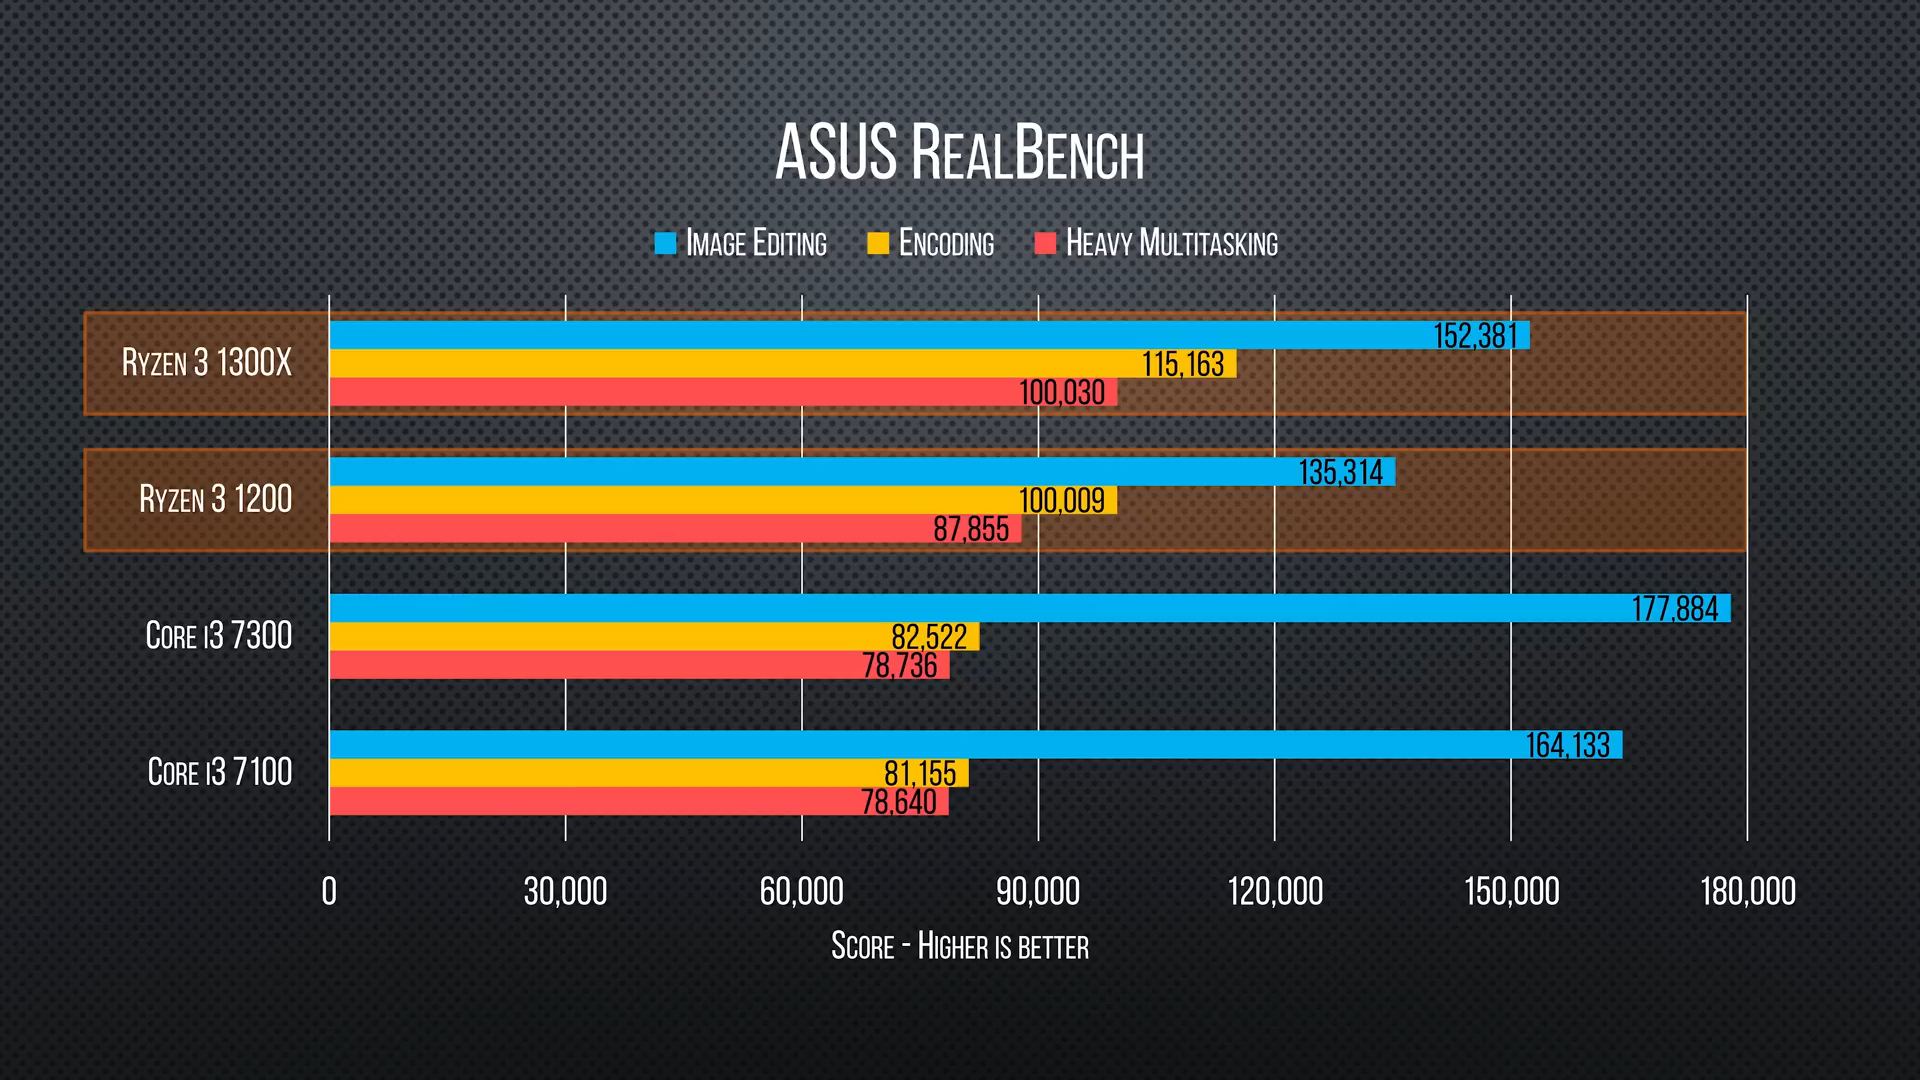 ASUS RealBench
Image Editing Encoding Heavy Multitasking
Ryzen 3 1300X
152,381
115,163
100,030
Ryzen 3 1200
135,314
100,009
87,855
Core i3 7300
177,884
82,522
78,736
Core i3 7100
164,133
81,155
78,640
0 30,000 60,000 90,000 120,000 150,000 180,000
Score - Higher is better